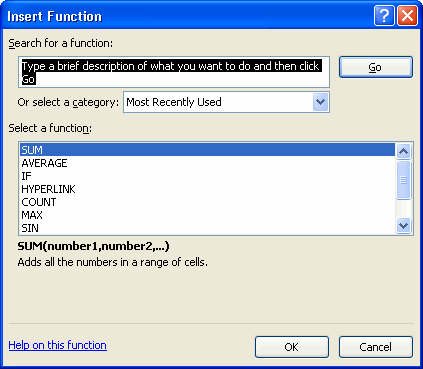 Insert Function
Search for a function:
Type a brief description of what you want to do and then click
Go
Go
Or select a category: Most Recently Used
Select a function:
SUM
AVERAGE
IF
HYPERLINK
COUNT
MAX
SIN
SUM(number1,number2,...)
Adds all the numbers in a range of cells.
Help on this function
OK
Cancel